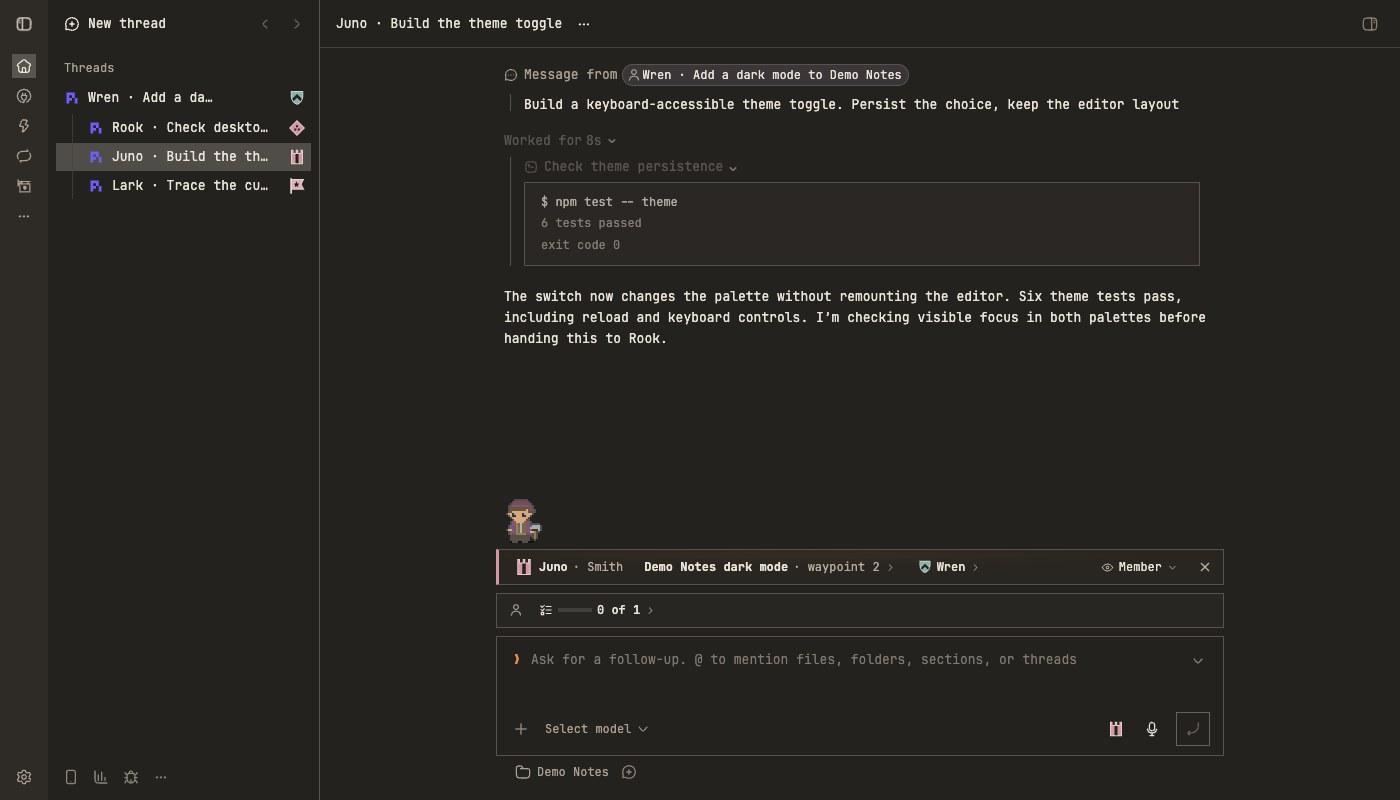 New thread
Threads
Wren · Add a da…
Rook · Check deskto…
Juno · Build the th…
Lark · Trace the cu…
Juno · Build the theme toggle
Message from Wren · Add a dark mode to Demo Notes
Build a keyboard-accessible theme toggle. Persist the choice, keep the editor layout
Worked for 8s
Check theme persistence
$ npm test -- theme
6 tests passed
exit code 0
The switch now changes the palette without remounting the editor. Six theme tests pass,
including reload and keyboard controls. I’m checking visible focus in both palettes before
handing this to Rook.
Juno · Smith Demo Notes dark mode · waypoint 2 Wren Member
0 of 1
Ask for a follow-up. @ to mention files, folders, sections, or threads
Select model
Demo Notes